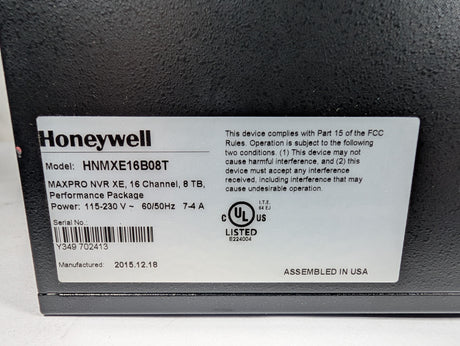 Honeywell
Model: HNMXE16B08T
MAXPRO NVR XE, 16 Channel, 8 TB,
Performance Package
Power: 115-230 V ~ 60/50Hz 7-4 A
Serial No.:
Y349 702413
Manufactured: 2015.12.18
This device complies with Part 15 of the FCC
Rules. Operation is subject to the following
two conditions. (1) This device may not
cause harmful interference, and (2) this
device must accept any interference
received, including interference that may
cause undesirable operation.
I.T.E.
64 EJ
C UL US
LISTED
E224004
ASSEMBLED IN USA